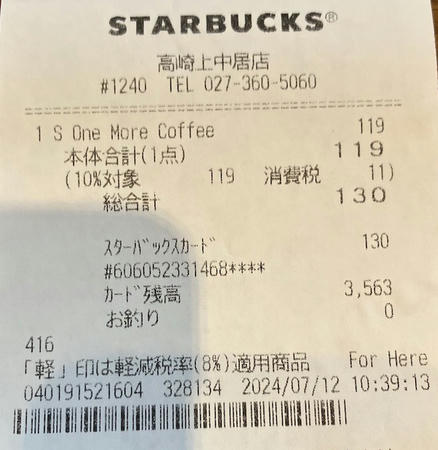 STARBUCKS®
高崎上中居店
#1240 TEL 027-360-5060
1 S One More Coffee 119
本体合計(1点) 119
(10%対象 119 消費税 11)
総合計 130
ｽﾀｰﾊﾞｯｸｽｶｰﾄﾞ 130
#606052331468****
ｶｰﾄﾞ残高 3,563
お釣り 0
416
「軽」印は軽減税率(8%)適用商品 For Here
040191521604 328134 2024/07/12 10:39:13